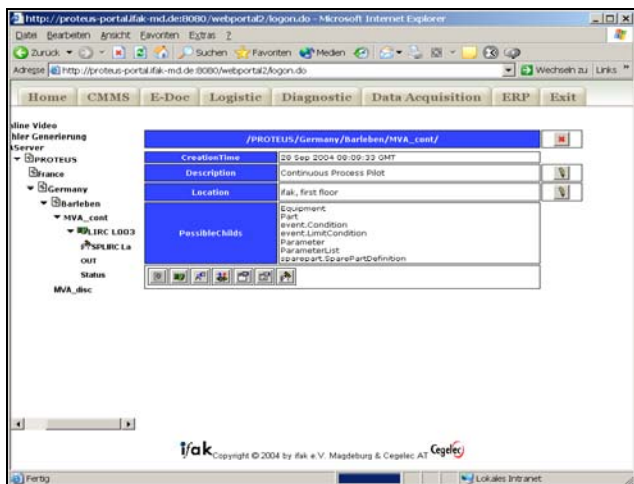 http://proteus-portal.ifak-md.de:8080/webportal2/logon.do - Microsoft Internet Explorer
Datei Bearbeiten Ansicht Favoriten Extras ?
Zurück Suchen Favoriten Medien
Adresse http://proteus-portal.ifak-md.de:8080/webportal2/logon.do Wechseln zu Links »
Home CMMS E-Doc Logistic Diagnostic Data Acquisition ERP Exit
nline Video
hler Generierung
Server
PROTEUS
France
Germany
Barleben
MVA_cont
LIRC L003
SPLIRC La
OUT
Status
MVA_disc
/PROTEUS/Germany/Barleben/MVA_cont/
CreationTime 28 Sep 2004 08:09:33 GMT
Description Continuous Process Pilot
Location ifak, first floor
PossibleChilds
Equipment
Part
event.Condition
event.LimitCondition
Parameter
ParameterList
sparepart.SparePartDefinition
ifak Copyright © 2004 by ifak e.V. Magdeburg & Cegelec AT Cegelec
Fertig Lokales Intranet